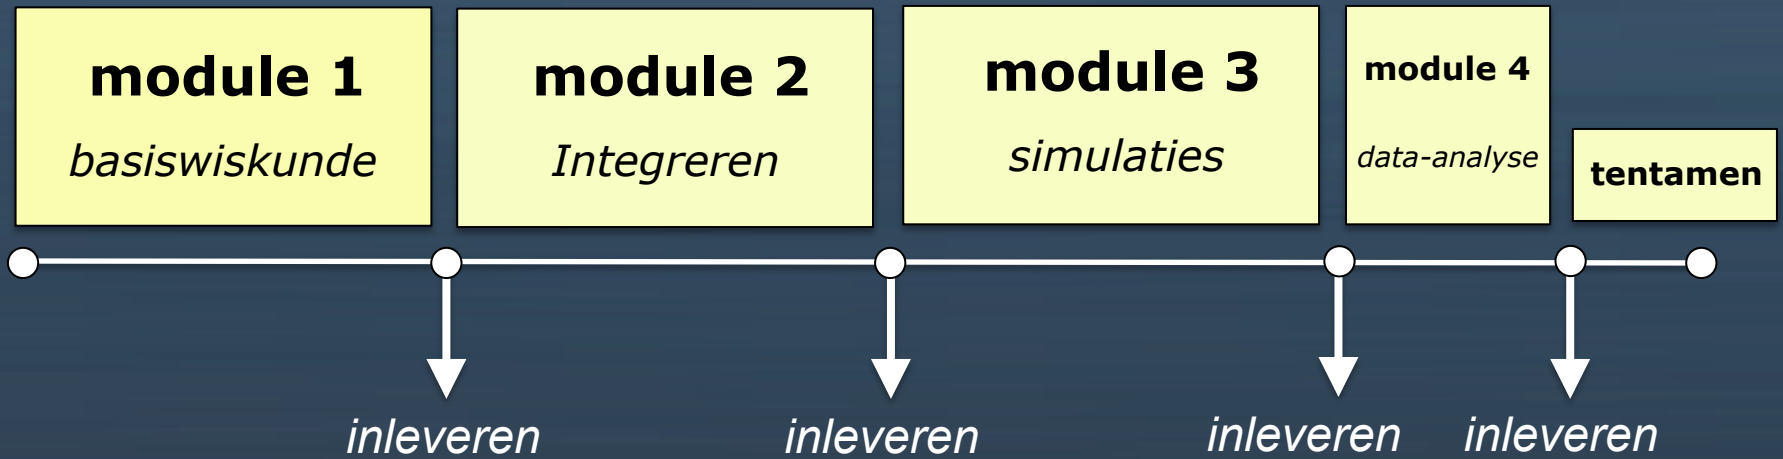 module 1
basiswiskunde
module 2
Integreren
module 3
simulaties
module 4
data-analyse
tentamen
inleveren
inleveren
inleveren
inleveren